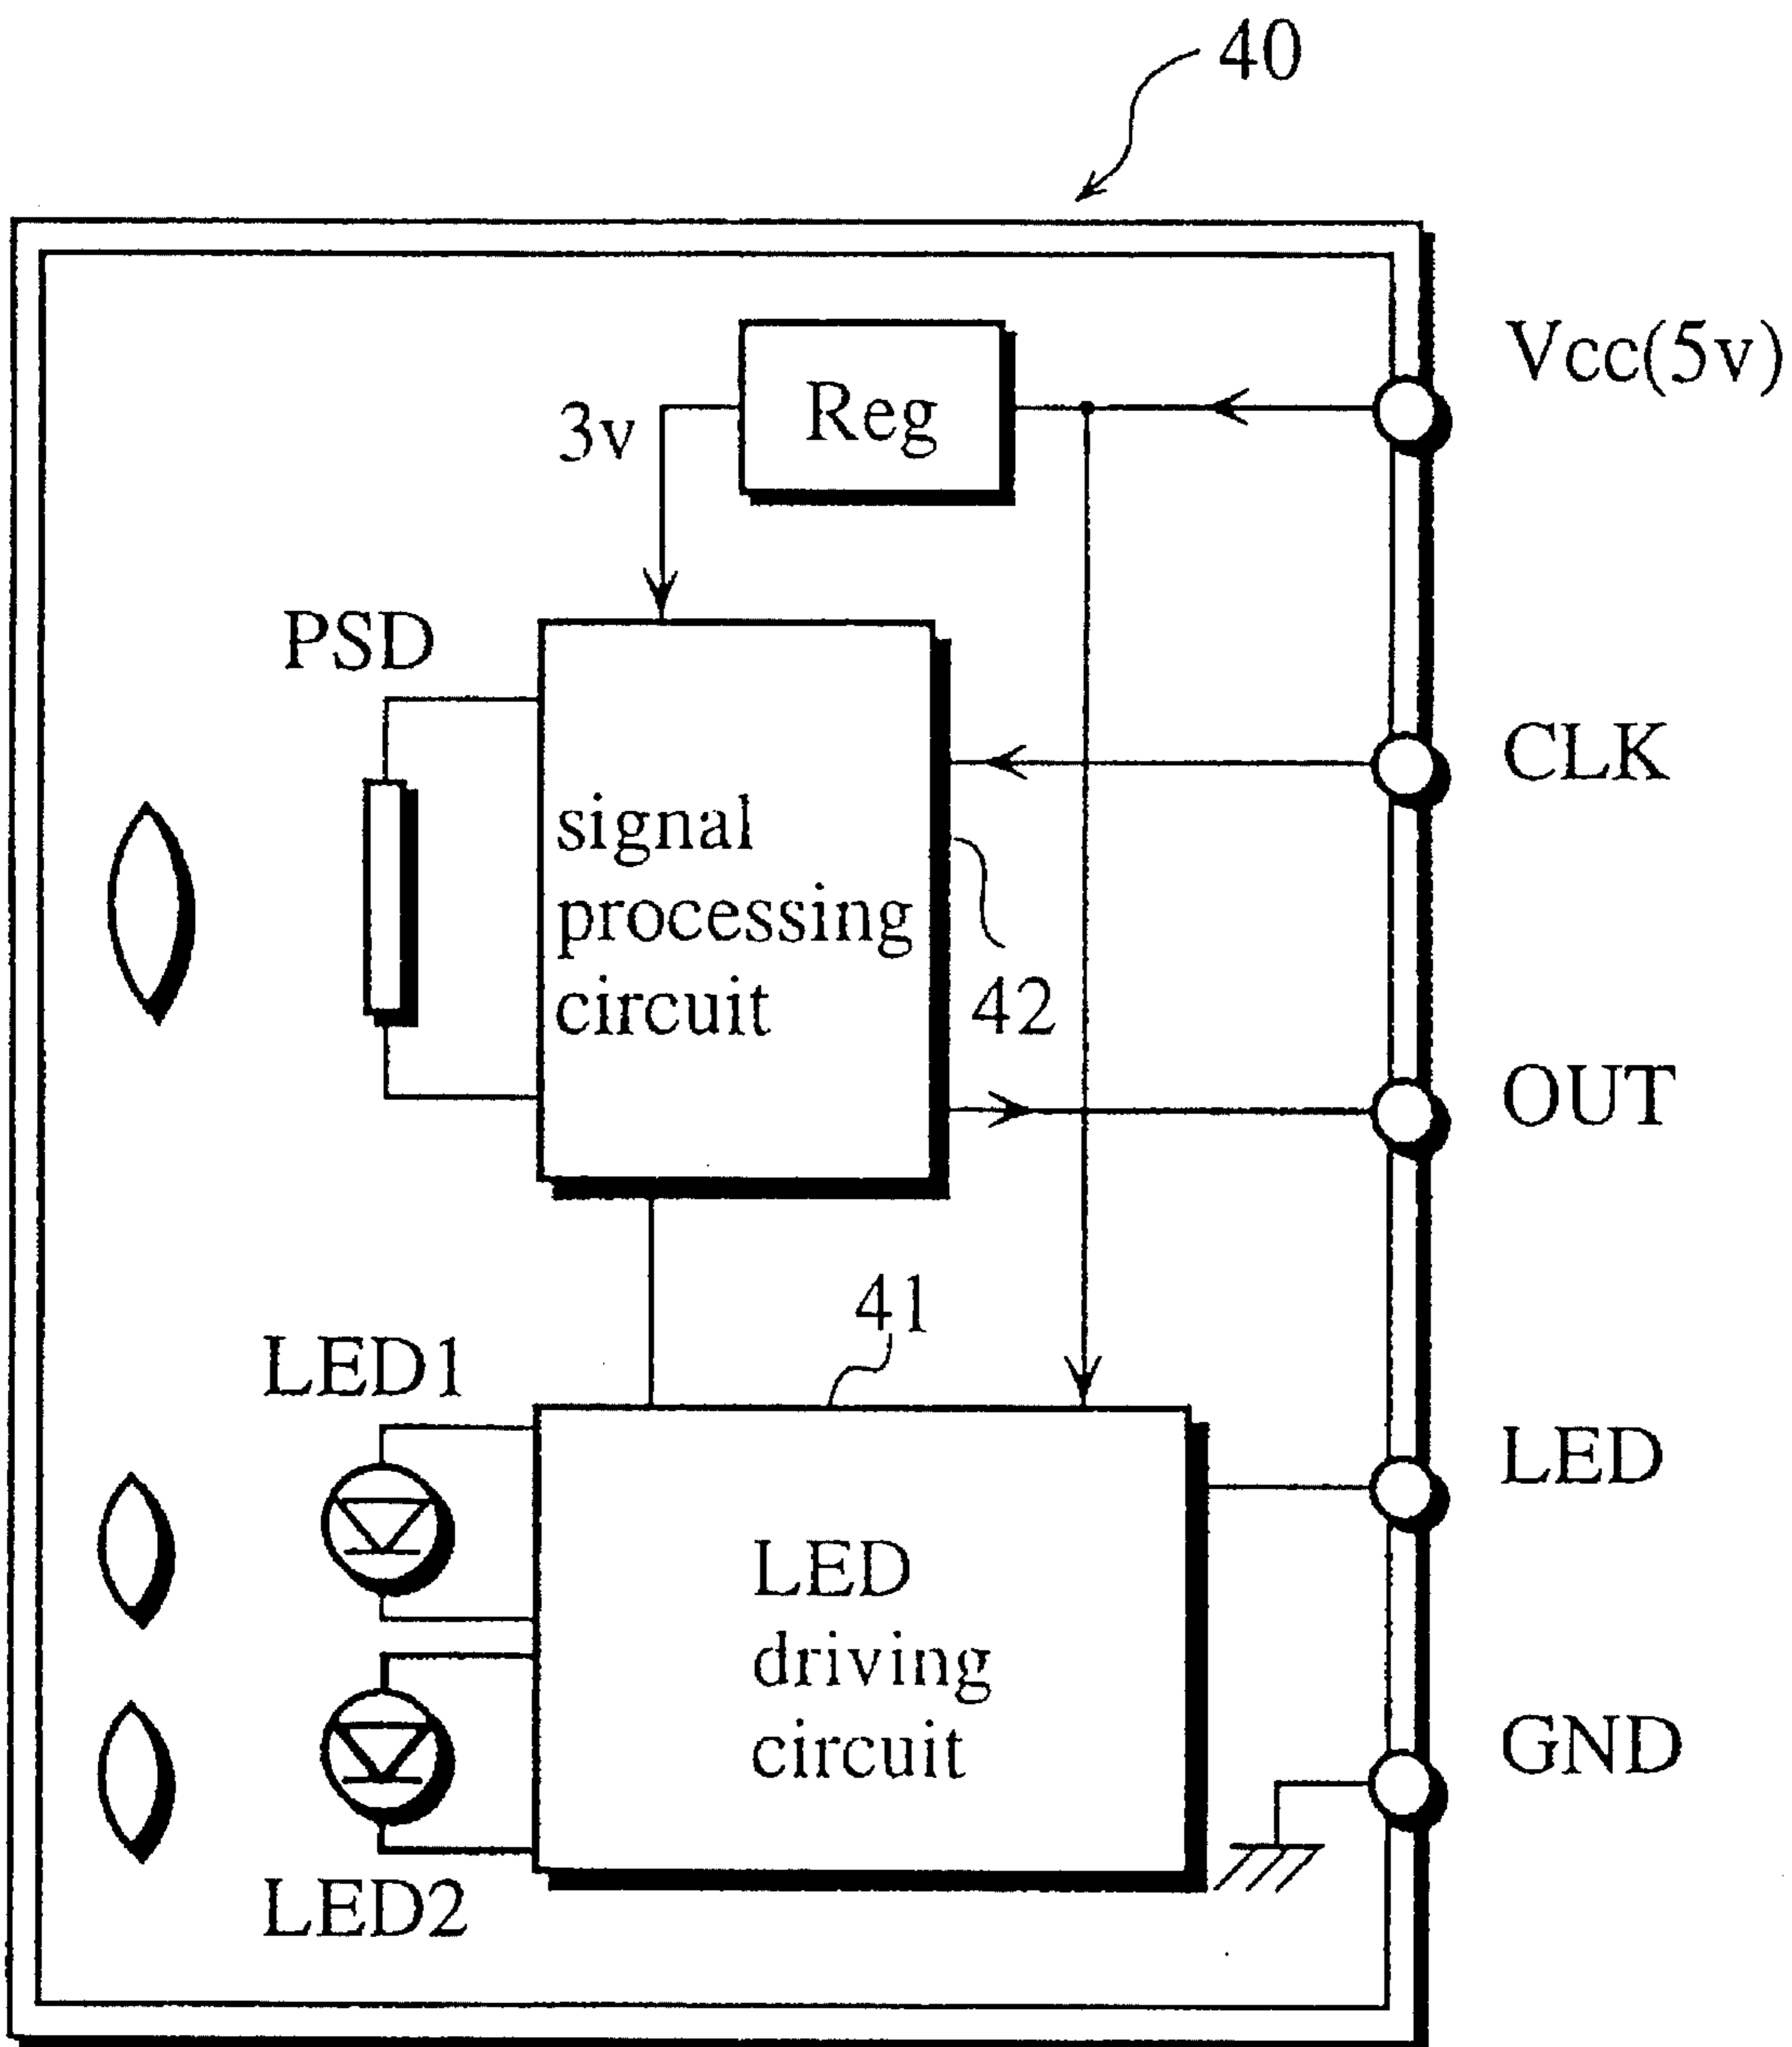 40
Vcc(5v)
Reg
3v
PSD
CLK
signal
processing
circuit
42
OUT
41
LED1
LED
LED
driving
circuit
GND
LED2